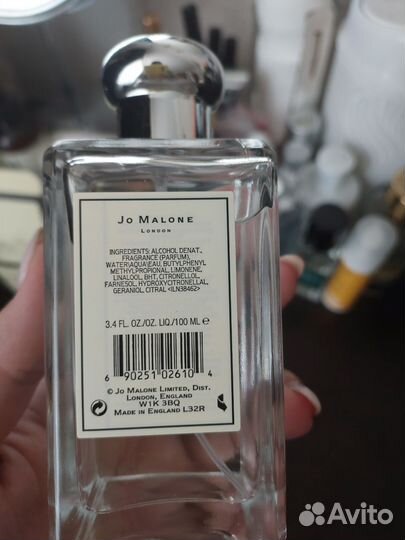 JO MALONE
LONDON
INGREDIENTS: ALCOHOL DENAT.,
FRAGRANCE (PARFUM),
WATER\AQUA\EAU, BUTYLPHENYL
METHYLPROPIONAL, LIMONENE,
LINALOOL, BHT, CITRONELLOL,
FARNESOL, HYDROXYCITRONELLAL,
GERANIOL, CITRAL <ILN38462>
3.4 FL. OZ./OZ. LIQ./100 ML ℮
6 90251 02610 4
© JO MALONE LIMITED, DIST.
LONDON, ENGLAND
W1K 3BQ
MADE IN ENGLAND L32R
Avito